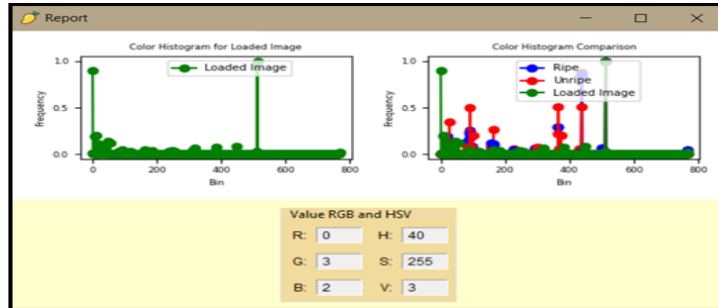 Report
Color Histogram for Loaded Image
Loaded Image
Frequency
1.0
0.5
0.0
0 200 400 600 800
Bin
Color Histogram Comparison
Ripe
Unripe
Loaded Image
Frequency
1.0
0.5
0.0
0 200 400 600 800
Bin
Value RGB and HSV
R: 0 H: 40
G: 3 S: 255
B: 2 V: 3